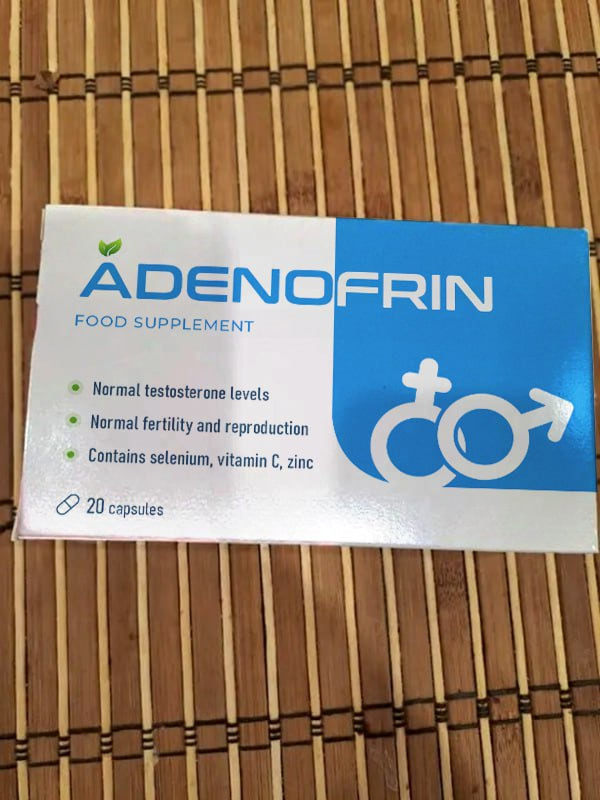 ADENOFRIN
FOOD SUPPLEMENT
Normal testosterone levels
Normal fertility and reproduction
Contains selenium, vitamin C, zinc
20 capsules